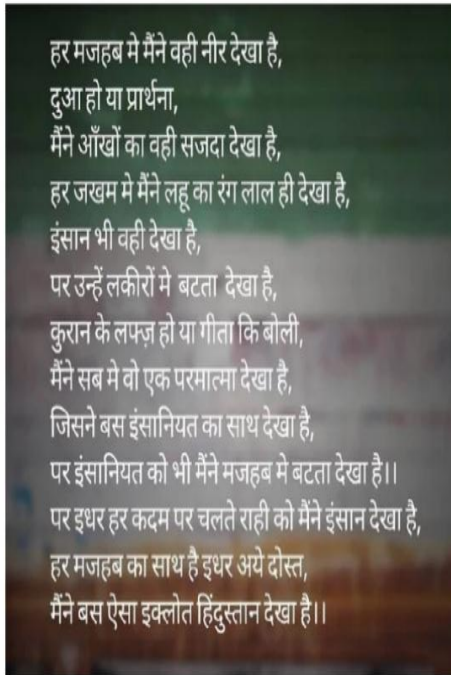 हर मजहब मे मैंने वही नीर देखा है,
दुआ हो या प्रार्थना,
मैंने आँखों का वही सजदा देखा है,
हर जखम मे मैंने लहू का रंग लाल ही देखा है,
इंसान भी वही देखा है,
पर उन्हें लकीरों मे बटता देखा है,
कुरान के लफ्ज़ हो या गीता कि बोली,
मैंने सब मे वो एक परमात्मा देखा है,
जिसने बस इंसानियत का साथ देखा है,
पर इंसानियत को भी मैंने मजहब मे बटता देखा है।।
पर इधर हर कदम पर चलते राही को मैंने इंसान देखा है,
हर मजहब का साथ है इधर अये दोस्त,
मैंने बस ऐसा इक्लोत हिंदुस्तान देखा है।।